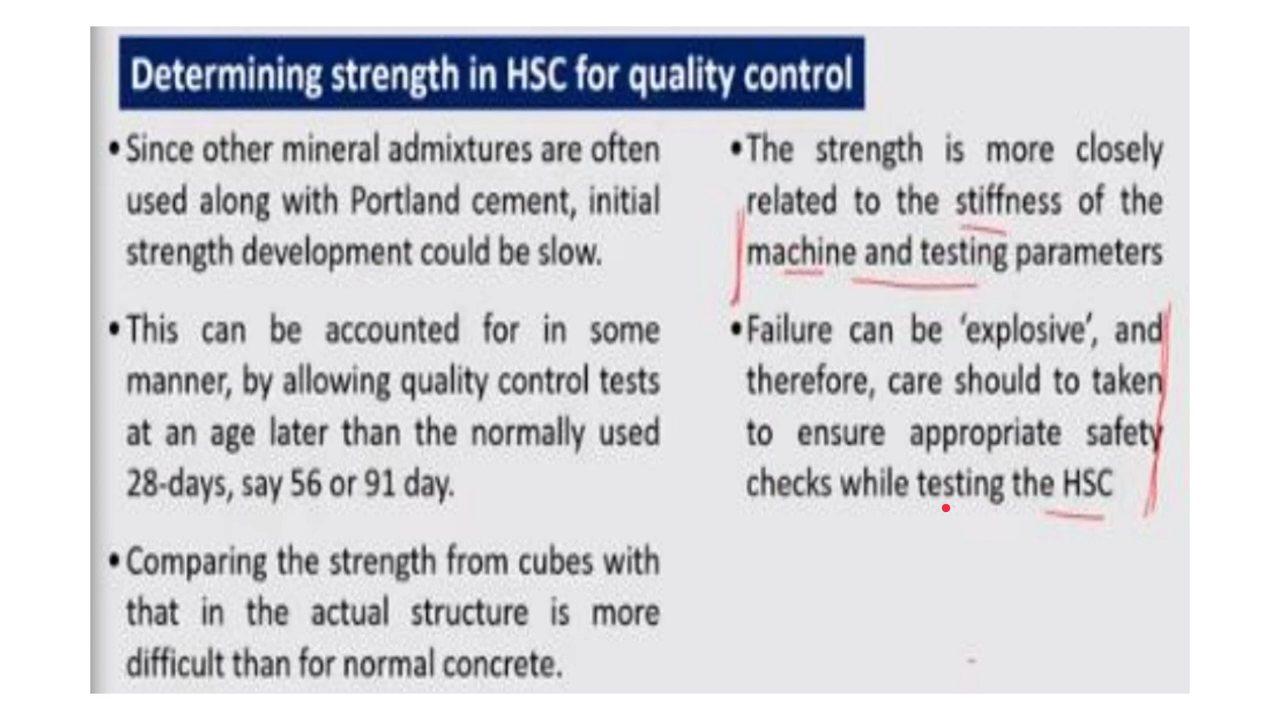 Determining strength in HSC for quality control
•Since other mineral admixtures are often
used along with Portland cement, initial
strength development could be slow.
•This can be accounted for in some
manner, by allowing quality control tests
at an age later than the normally used
28-days, say 56 or 91 day.
•Comparing the strength from cubes with
that in the actual structure is more
difficult than for normal concrete.
•The strength is more closely
related to the stiffness of the
machine and testing parameters
•Failure can be ‘explosive’, and
therefore, care should to taken
to ensure appropriate safety
checks while testing the HSC